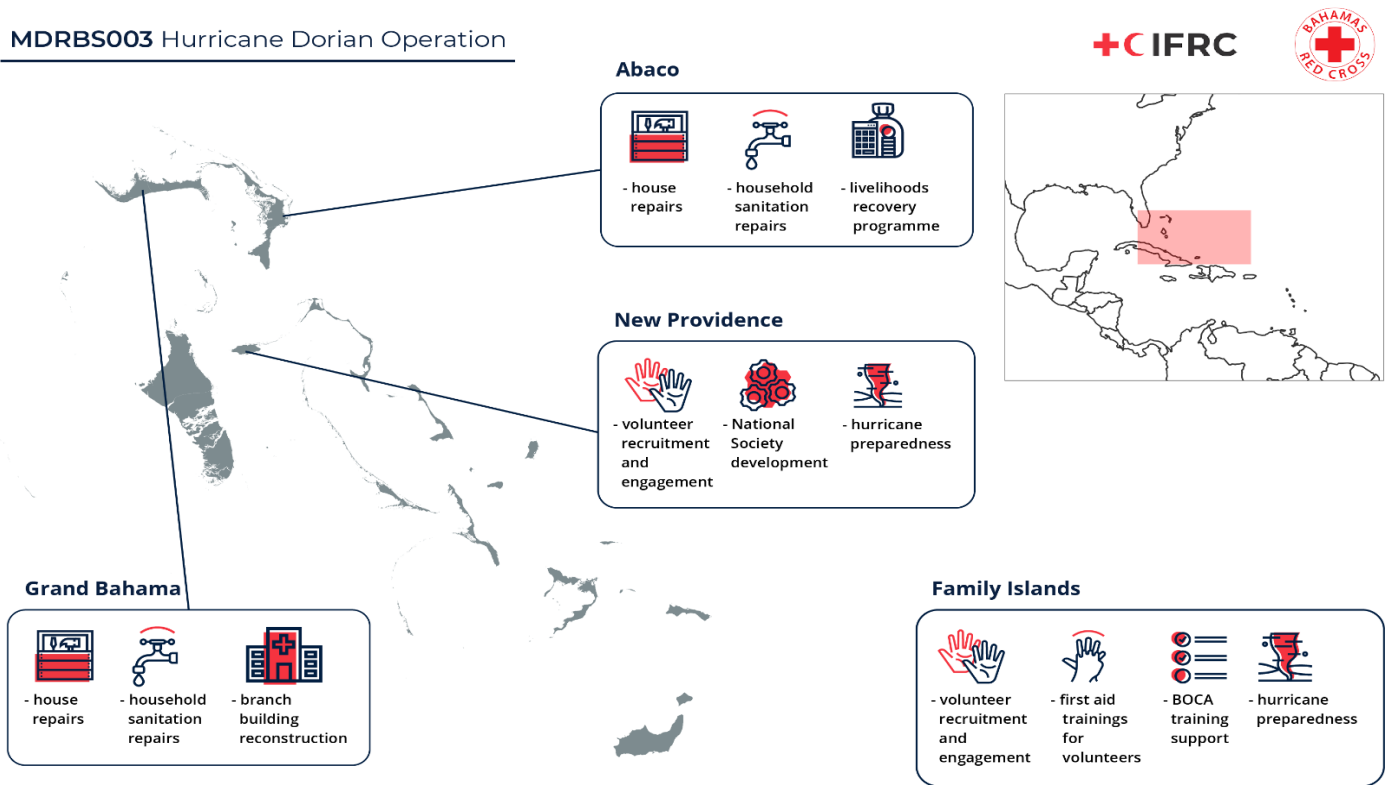 MDRBS003 Hurricane Dorian Operation
IFRC
BAHAMAS
RED CROSS
Abaco
- house
repairs
- household
sanitation
repairs
- livelihoods
recovery
programme
New Providence
- volunteer
recruitment
and
engagement
- National
Society
development
- hurricane
preparedness
Grand Bahama
- house
repairs
- household
sanitation
repairs
- branch
building
reconstruction
Family Islands
- volunteer
recruitment
and
engagement
- first aid
trainings
for
volunteers
- BOCA
training
support
- hurricane
preparedness